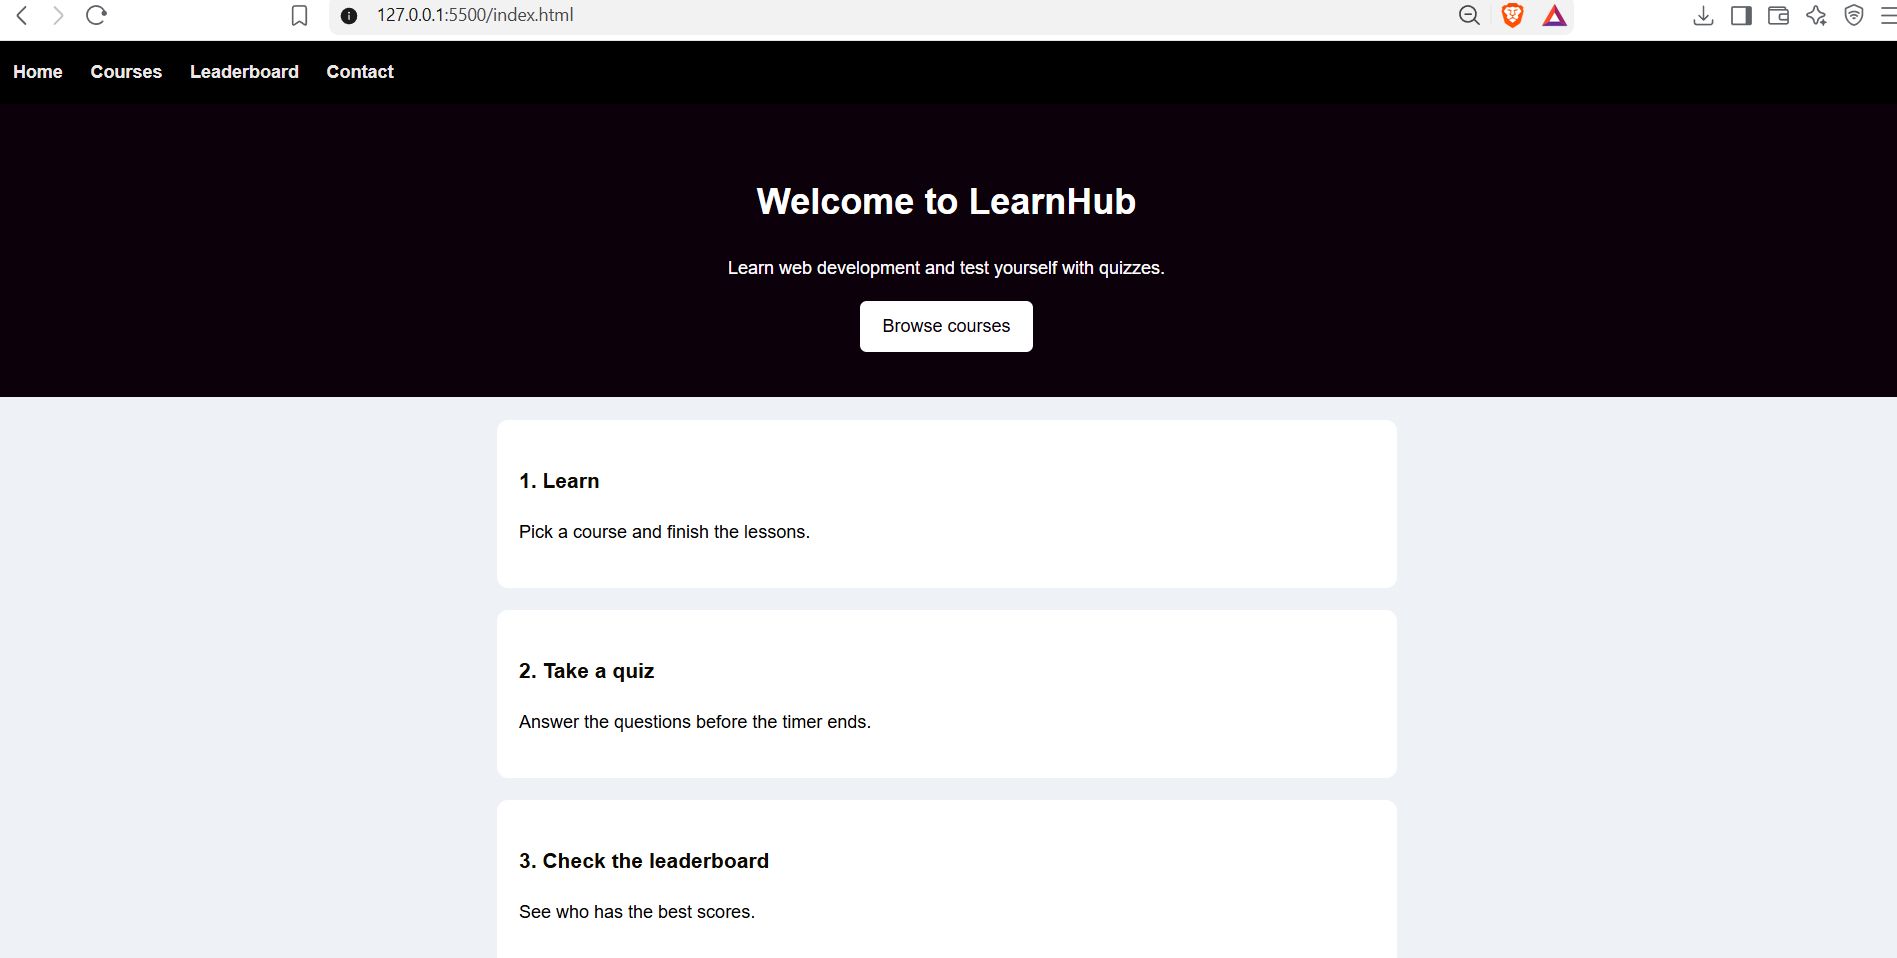 127.0.0.1:5500/index.html
Home Courses Leaderboard Contact
Welcome to LearnHub
Learn web development and test yourself with quizzes.
Browse courses
1. Learn
Pick a course and finish the lessons.
2. Take a quiz
Answer the questions before the timer ends.
3. Check the leaderboard
See who has the best scores.